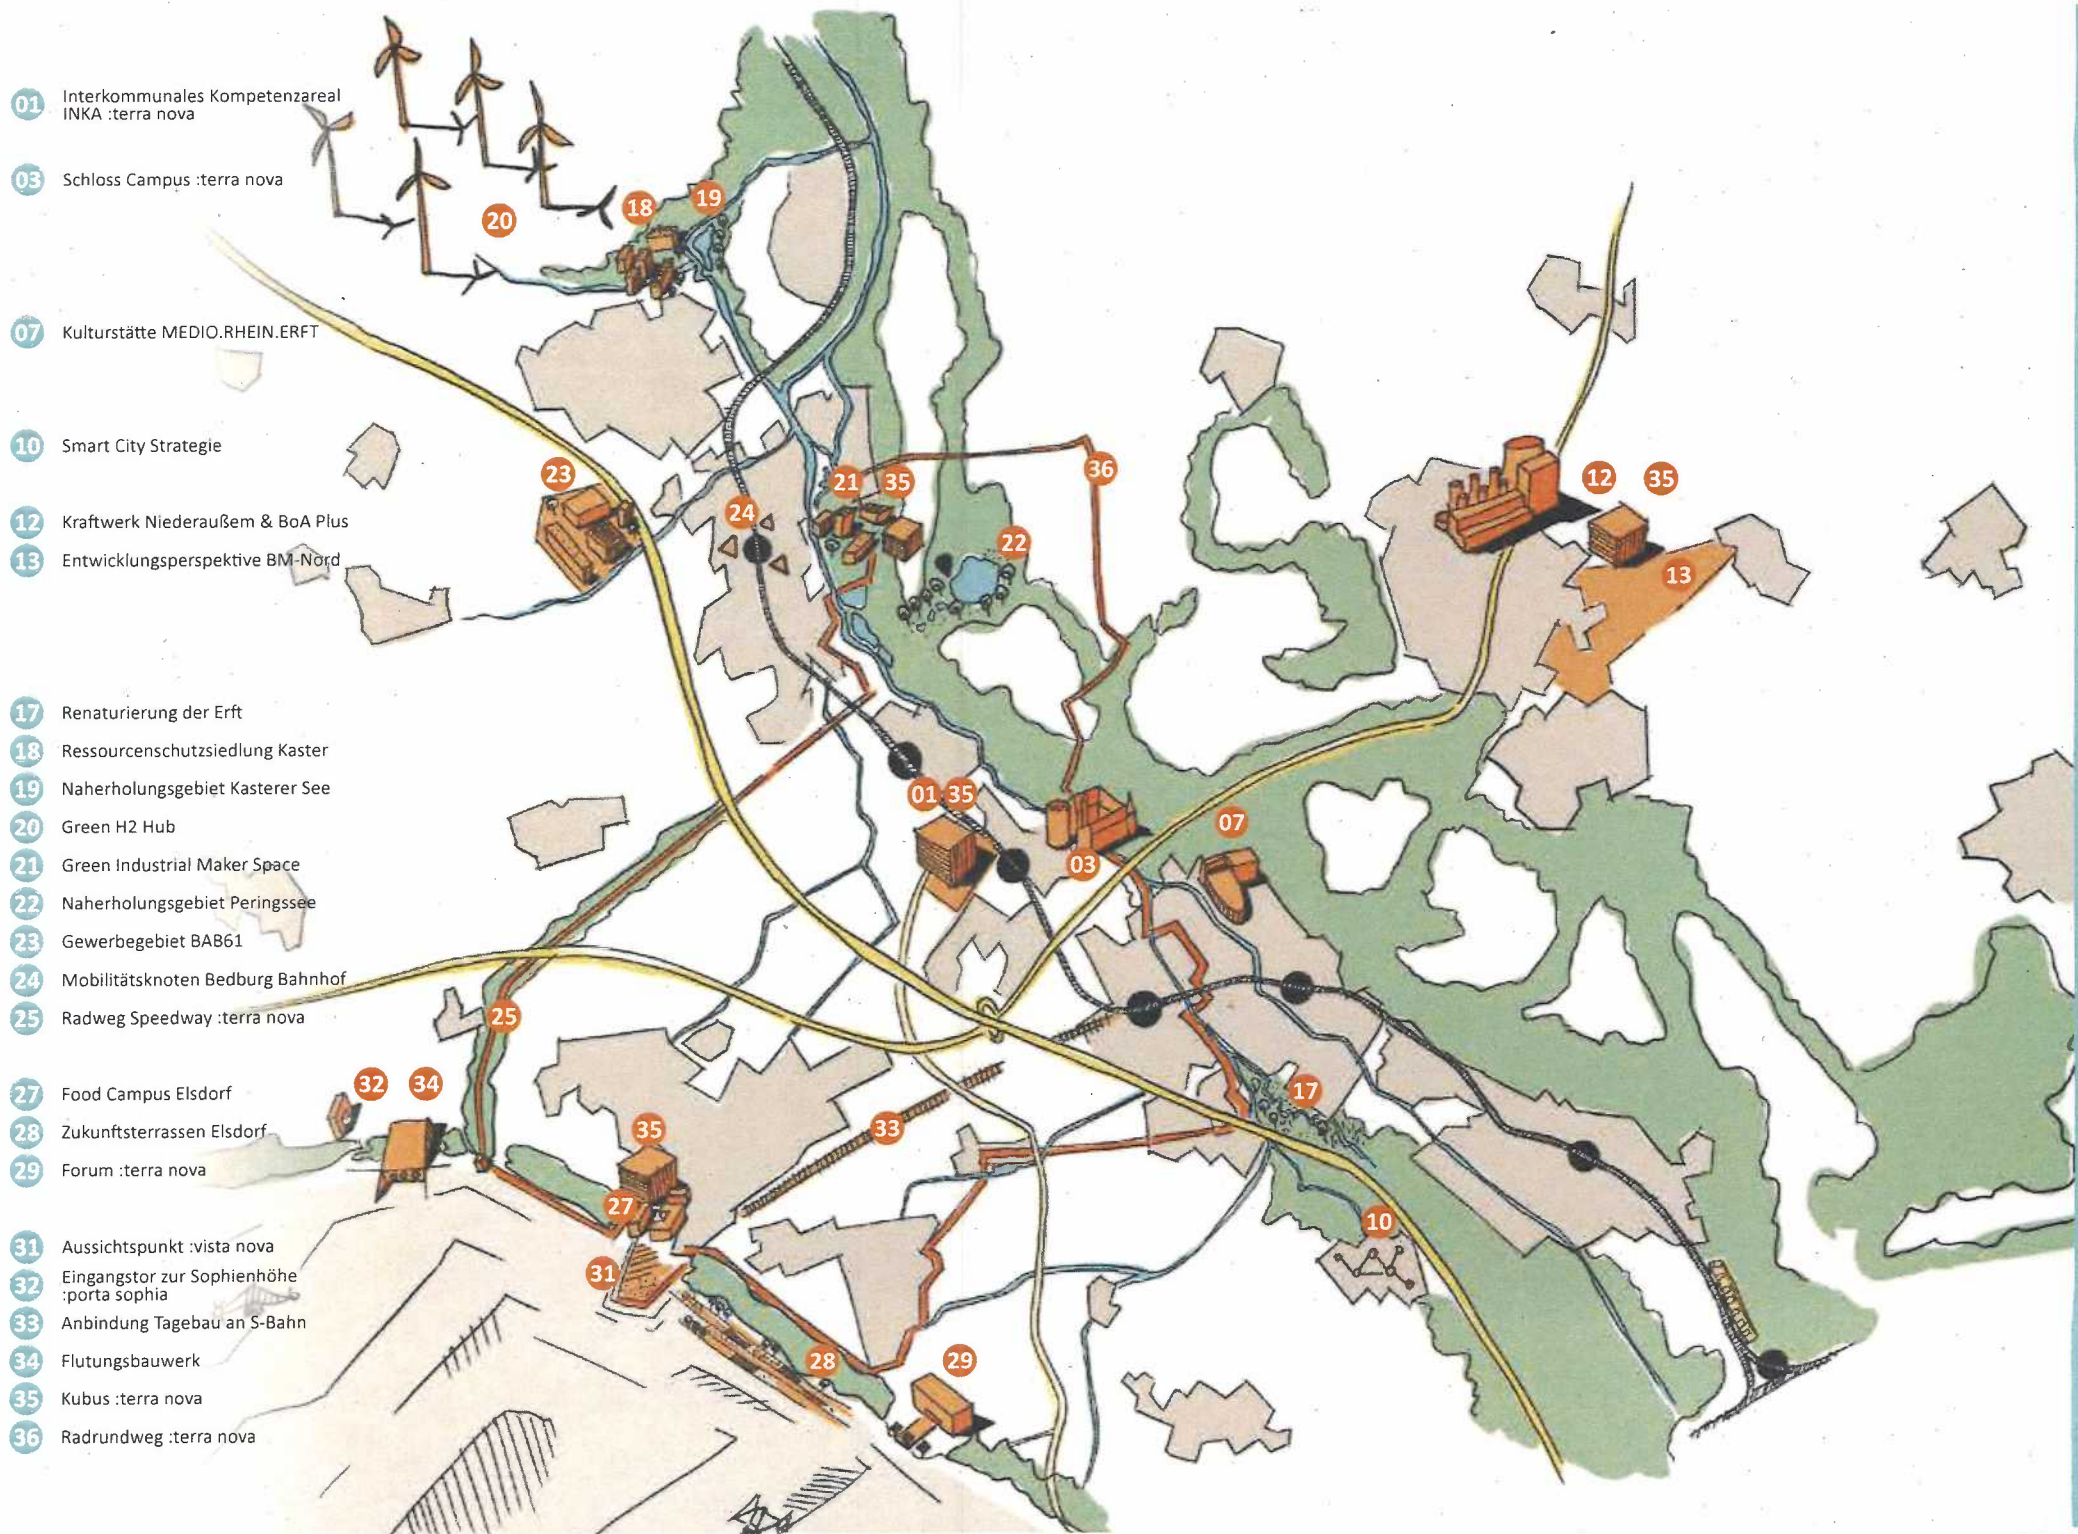 01 Interkommunales Kompetenzareal
INKA :terra nova
03 Schloss Campus :terra nova
07 Kulturstätte MEDIO.RHEIN.ERFT
10 Smart City Strategie
12 Kraftwerk Niederaußem & BoA Plus
13 Entwicklungsperspektive BM-Nord
17 Renaturierung der Erft
18 Ressourcenschutzsiedlung Kaster
19 Naherholungsgebiet Kasterer See
20 Green H2 Hub
21 Green Industrial Maker Space
22 Naherholungsgebiet Peringssee
23 Gewerbegebiet BAB61
24 Mobilitätsknoten Bedburg Bahnhof
25 Radweg Speedway :terra nova
27 Food Campus Elsdorf
28 Zukunftsterrassen Elsdorf
29 Forum :terra nova
31 Aussichtspunkt :vista nova
32 Eingangstor zur Sophienhöhe
:porta sophia
33 Anbindung Tagebau an S-Bahn
34 Flutungsbauwerk
35 Kubus :terra nova
36 Radrundweg :terra nova
20
18
19
23
24
21
35
36
22
12
35
13
01
35
03
07
25
32
34
35
33
17
27
10
31
28
29